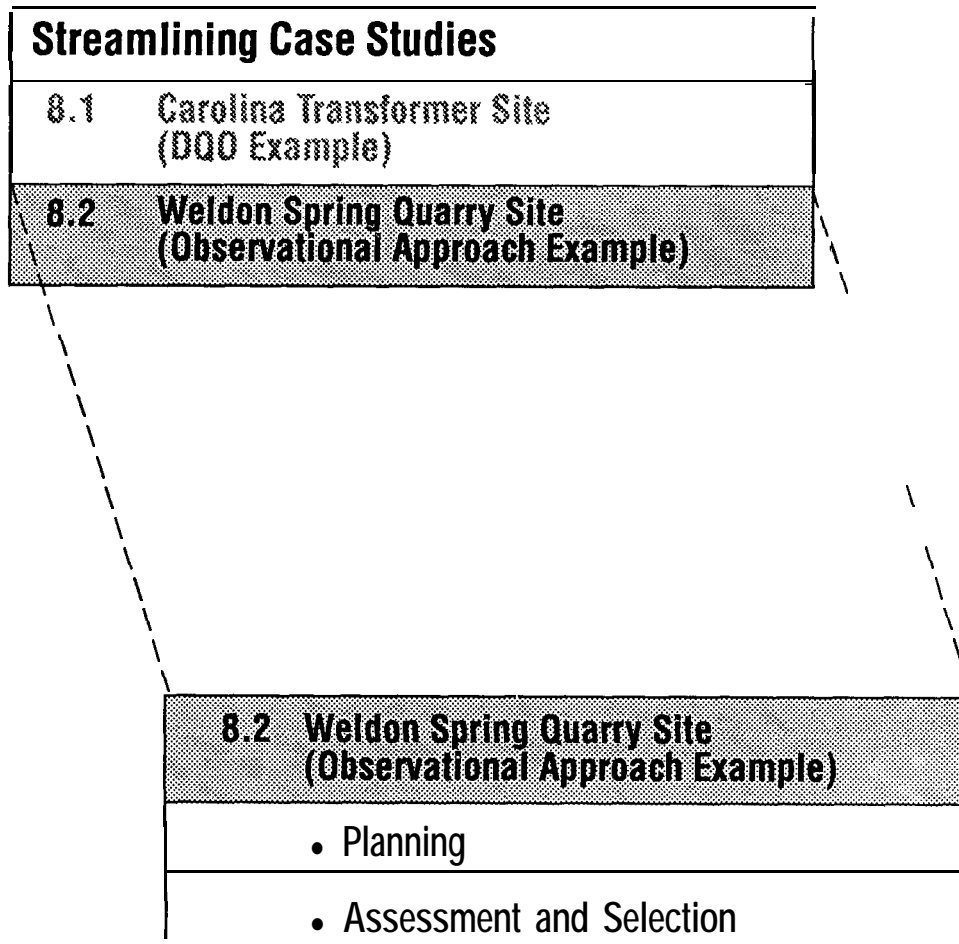 Streamlining Case Studies
8.1 Carolina Transformer Site
(DQO Example)
8.2 Weldon Spring Quarry Site
(Observational Approach Example)
8.2 Weldon Spring Quarry Site
(Observational Approach Example)
• Planning
• Assessment and Selection